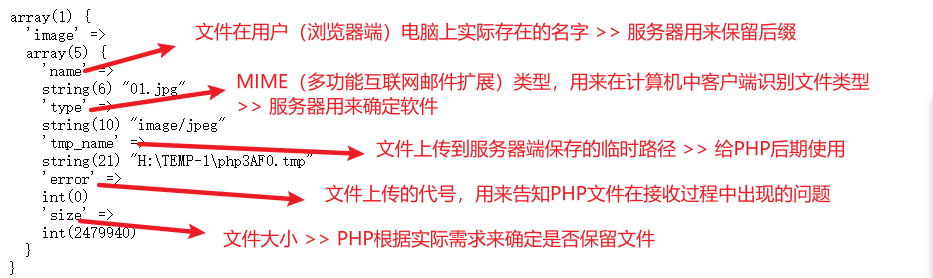 array(1) {
'image' =>
文件在用户（浏览器端）电脑上实际存在的名字 >> 服务器用来保留后缀
array(5) {
'name' =>
string(6) "01.jpg"
MIME（多功能互联网邮件扩展）类型，用来在计算机中客户端识别文件类型
>> 服务器用来确定软件
'type' =>
string(10) "image/jpeg"
'tmp_name' =>
文件上传到服务器端保存的临时路径 >> 给PHP后期使用
string(21) "H:\TEMP-1\php3AF0.tmp"
'error' =>
文件上传的代号，用来告知PHP文件在接收过程中出现的问题
int(0)
'size' =>
文件大小 >> PHP根据实际需求来确定是否保留文件
int(2479940)
}
}